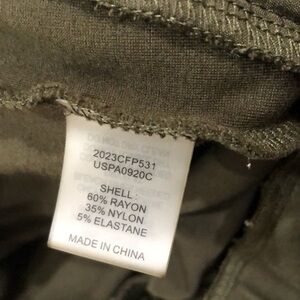 2023CFP531
USPA0920C
SHELL:
60% RAYON
35% NYLON
5% ELASTANE
MADE IN CHINA